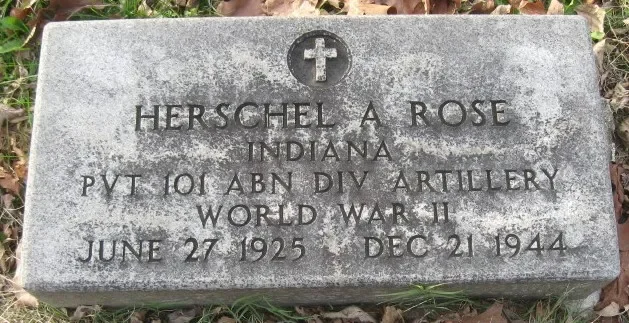 HERSCHEL A ROSE
INDIANA
PVT 101 ABN DIV ARTILLERY
WORLD WAR II
JUNE 27 1925 DEC 21 1944